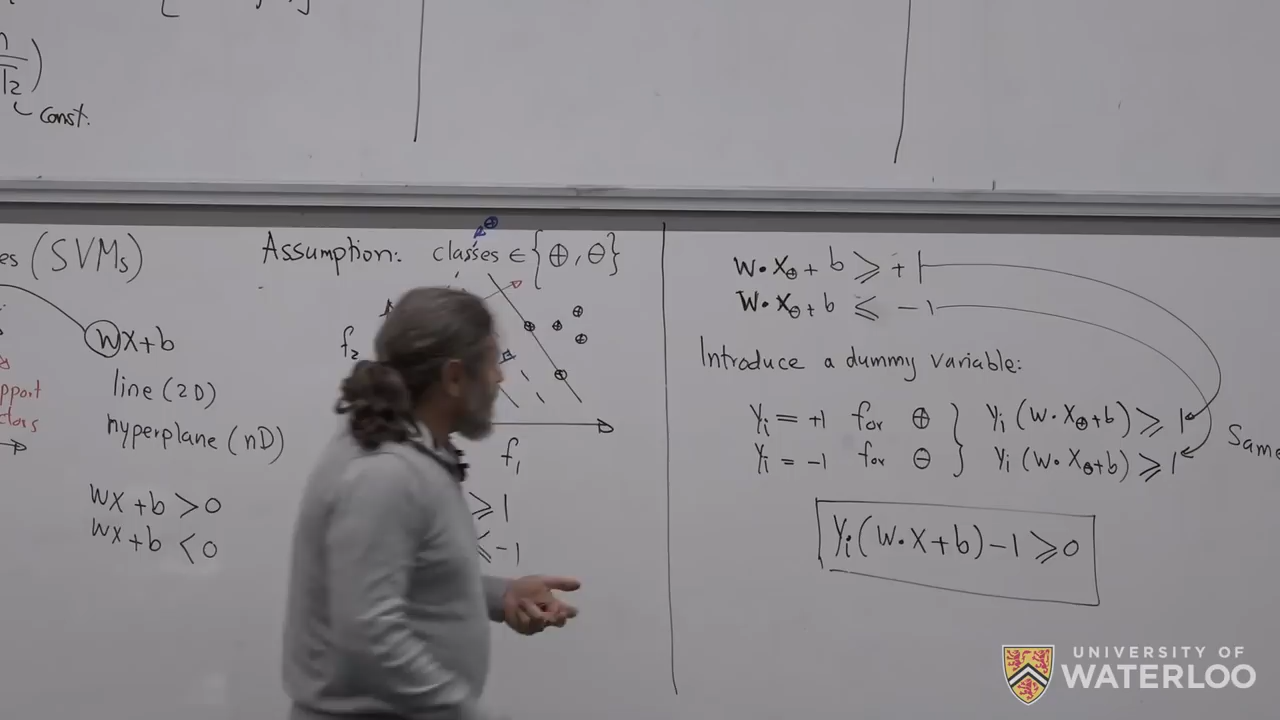 const.
es (SVMs)
wx+b
line (2D)
hyperplane (nD)
wx + b > 0
wx + b < 0
pport
ctors
Assumption: classes ∈ {⊕, ⊖}
f₂
f₁
⩾ 1
⩽ -1
w·x⊕ + b ⩾ +1
w·x⊖ + b ⩽ -1
Introduce a dummy variable:
yᵢ = +1 for ⊕ } yᵢ (w·x⊕+b) ⩾ 1
yᵢ = -1 for ⊖ } yᵢ (w·x⊖+b) ⩾ 1
Same
yᵢ(w·x+b)-1 ⩾ 0
UNIVERSITY OF
WATERLOO